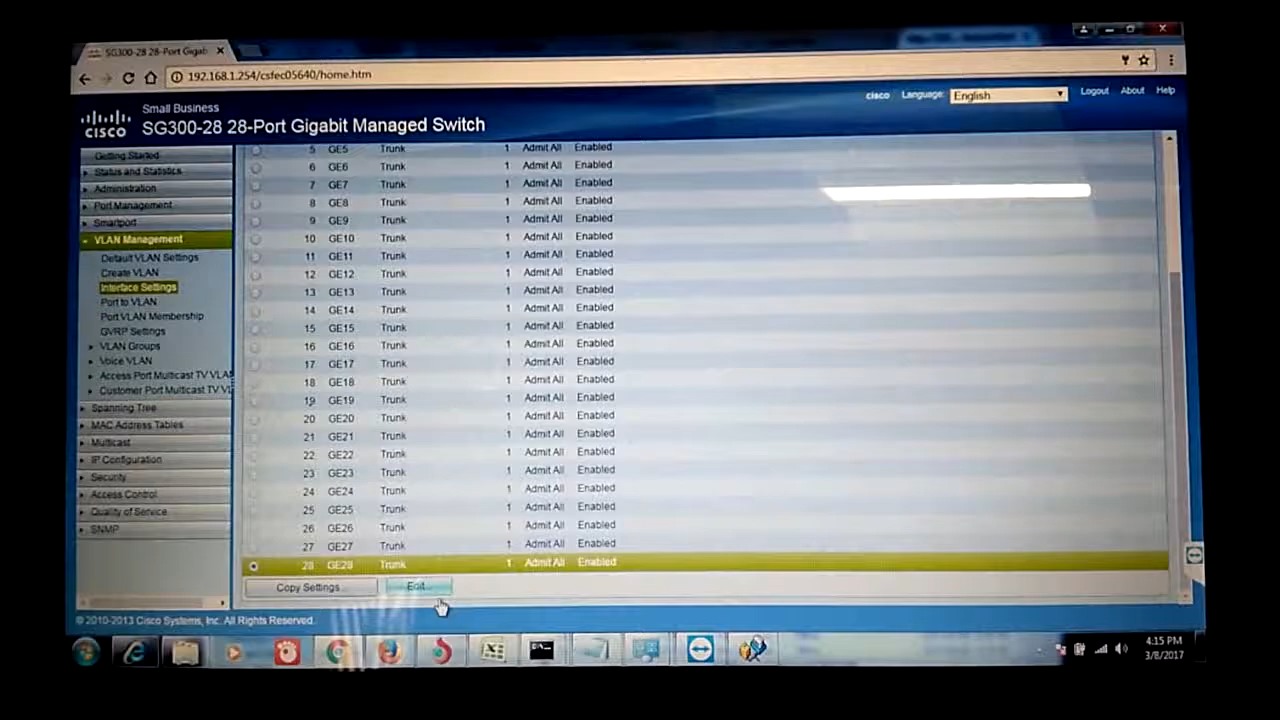 SG300-28 28-Port Gigab
192.168.1.254/csfec05640/home.htm
Small Business
CISCO SG300-28 28-Port Gigabit Managed Switch
cisco Language: English Logout About Help
Getting Started
Status and Statistics
Administration
Port Management
Smartport
VLAN Management
Default VLAN Settings
Create VLAN
Interface Settings
Port to VLAN
Port VLAN Membership
GVRP Settings
VLAN Groups
Voice VLAN
Access Port Multicast TV VLA
Customer Port Multicast TV VL
Spanning Tree
MAC Address Tables
Multicast
IP Configuration
Security
Access Control
Quality of Service
SNMP
5 GE5 Trunk 1 Admit All Enabled
6 GE6 Trunk 1 Admit All Enabled
7 GE7 Trunk 1 Admit All Enabled
8 GE8 Trunk 1 Admit All Enabled
9 GE9 Trunk 1 Admit All Enabled
10 GE10 Trunk 1 Admit All Enabled
11 GE11 Trunk 1 Admit All Enabled
12 GE12 Trunk 1 Admit All Enabled
13 GE13 Trunk 1 Admit All Enabled
14 GE14 Trunk 1 Admit All Enabled
15 GE15 Trunk 1 Admit All Enabled
16 GE16 Trunk 1 Admit All Enabled
17 GE17 Trunk 1 Admit All Enabled
18 GE18 Trunk 1 Admit All Enabled
19 GE19 Trunk 1 Admit All Enabled
20 GE20 Trunk 1 Admit All Enabled
21 GE21 Trunk 1 Admit All Enabled
22 GE22 Trunk 1 Admit All Enabled
23 GE23 Trunk 1 Admit All Enabled
24 GE24 Trunk 1 Admit All Enabled
25 GE25 Trunk 1 Admit All Enabled
26 GE26 Trunk 1 Admit All Enabled
27 GE27 Trunk 1 Admit All Enabled
28 GE28 Trunk 1 Admit All Enabled
Copy Settings... Edit...
© 2010-2013 Cisco Systems, Inc. All Rights Reserved.
4:15 PM
3/8/2017